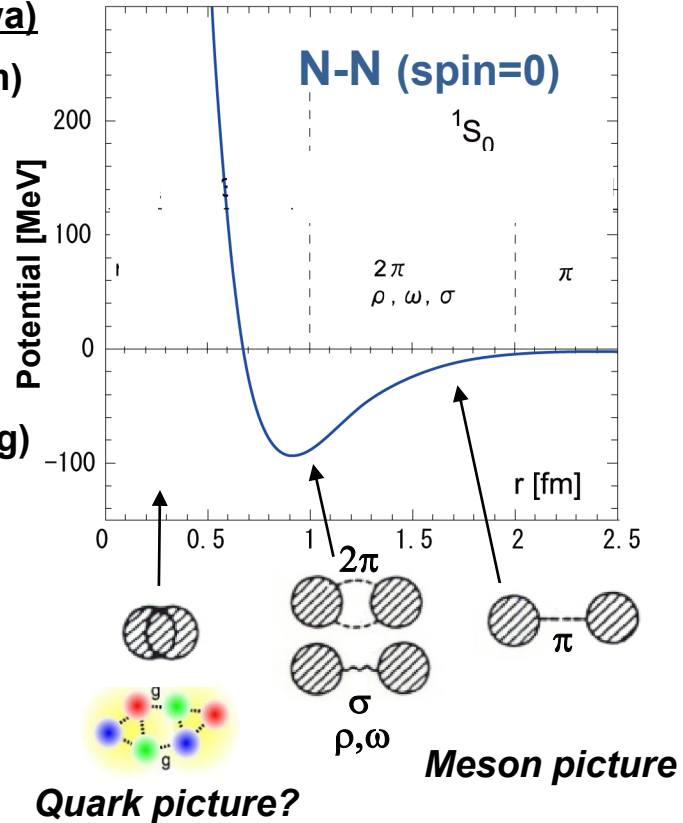 va)
N-N (spin=0)
n)
¹S₀
200
100
2π
π
ρ, ω, σ
0
Potential [MeV]
g)
-100
r [fm]
0 0.5 1 1.5 2 2.5
2π
π
σ
ρ,ω
g
g
Meson picture
Quark picture?